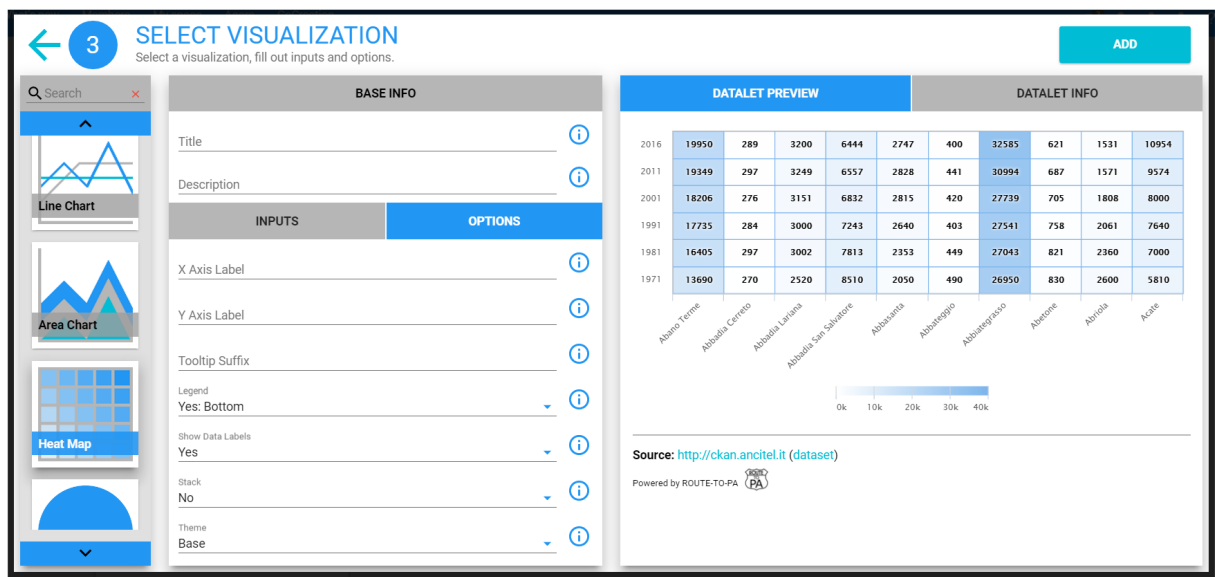 3
SELECT VISUALIZATION
Select a visualization, fill out inputs and options.
ADD
Search
Line Chart
Area Chart
Heat Map
BASE INFO
Title
Description
INPUTS OPTIONS
X Axis Label
Y Axis Label
Tooltip Suffix
Legend
Yes: Bottom
Show Data Labels
Yes
Stack
No
Theme
Base
DATALET PREVIEW DATALET INFO
2016 19950 289 3200 6444 2747 400 32585 621 1531 10954
2011 19349 297 3249 6557 2828 441 30994 687 1571 9574
2001 18206 276 3151 6832 2815 420 27739 705 1808 8000
1991 17735 284 3000 7243 2640 403 27541 758 2061 7640
1981 16405 297 3002 7813 2353 449 27043 821 2360 7000
1971 13690 270 2520 8510 2050 490 26950 830 2600 5810
Abano Terme Abbadia Cerreto Abbadia Lariana Abbadia San Salvatore Abbasanta Abbateggio Abbiategrasso Abetone Abriola Acate
0k 10k 20k 30k 40k
Source: http://ckan.ancitel.it (dataset)
Powered by ROUTE-TO-PA ROUTE TO PA